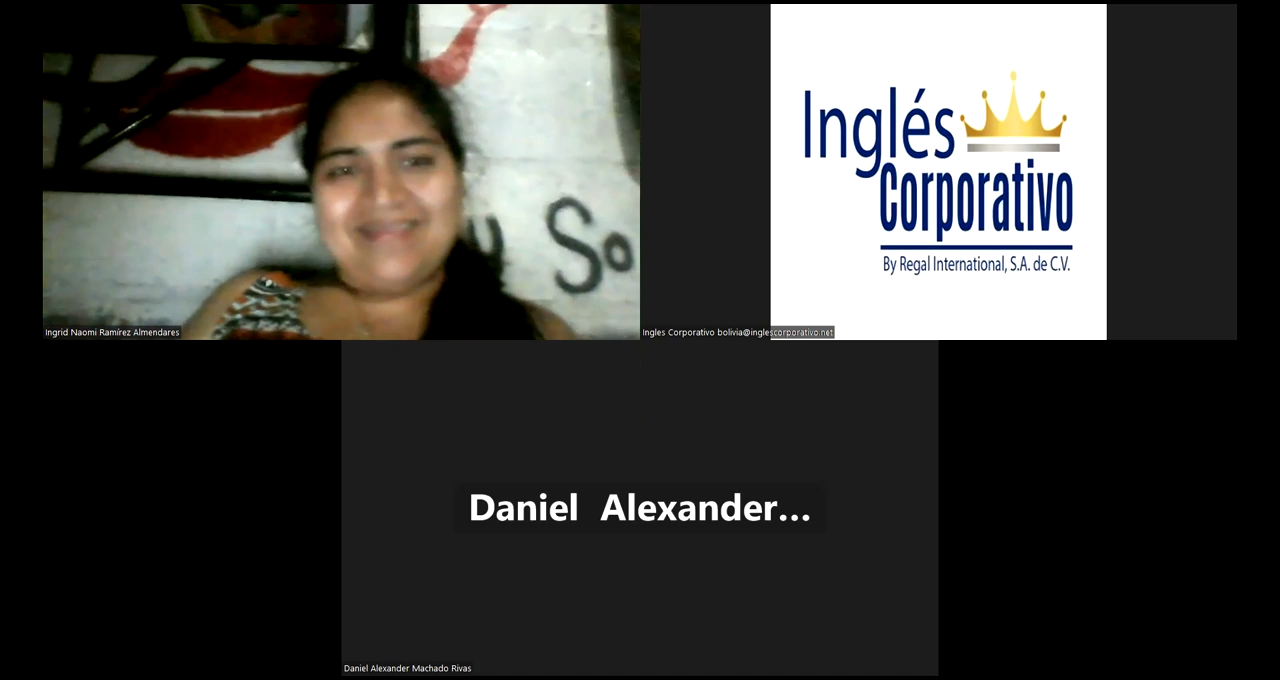 So
Ingrid Naomi Ramírez Almendares
Inglés
Corporativo
By Regal International, S.A. de C.V.
Ingles Corporativo bolivia@inglescorporativo.net
Daniel Alexander...
Daniel Alexander Machado Rivas